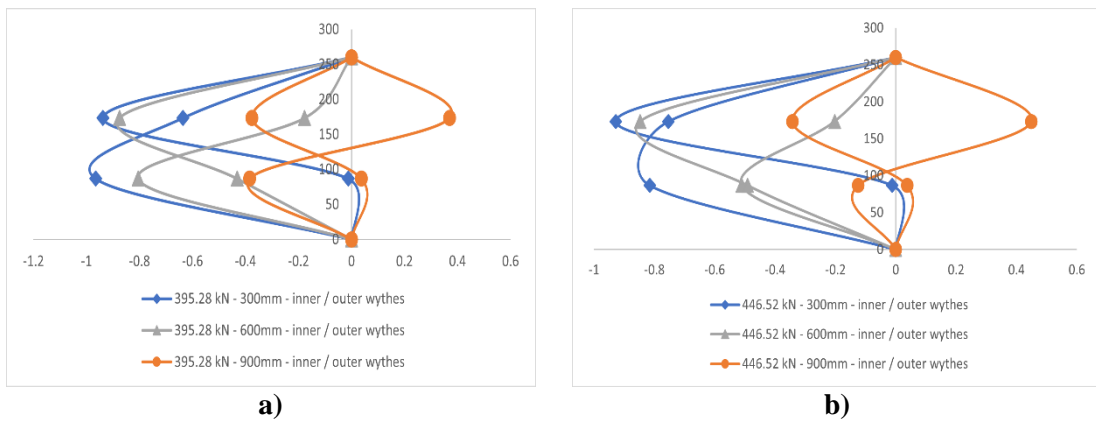 300
250
200
150
100
50
0
-1.2 -1 -0.8 -0.6 -0.4 -0.2 0 0.2 0.4 0.6
395.28 kN - 300mm - inner / outer wythes
395.28 kN - 600mm - inner / outer wythes
395.28 kN - 900mm - inner / outer wythes
a)
300
250
200
150
100
50
0
-1 -0.8 -0.6 -0.4 -0.2 0 0.2 0.4 0.6
446.52 kN - 300mm - inner / outer wythes
446.52 kN - 600mm - inner / outer wythes
446.52 kN - 900mm - inner / outer wythes
b)